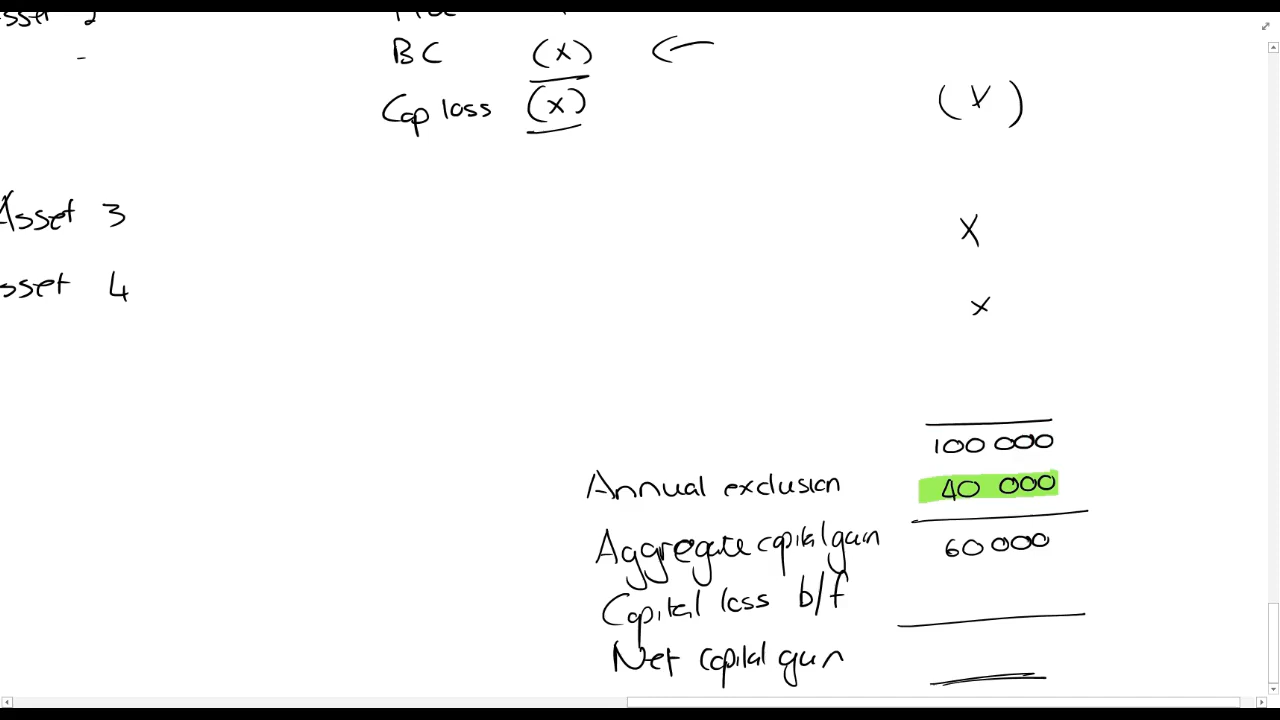 BC (x)
Cap loss (x) (x)
Asset 3 x
sset 4 x
100 000
Annual exclusion 40 000
Aggregate capital gain 60 000
Capital loss b/f
Net capital gain